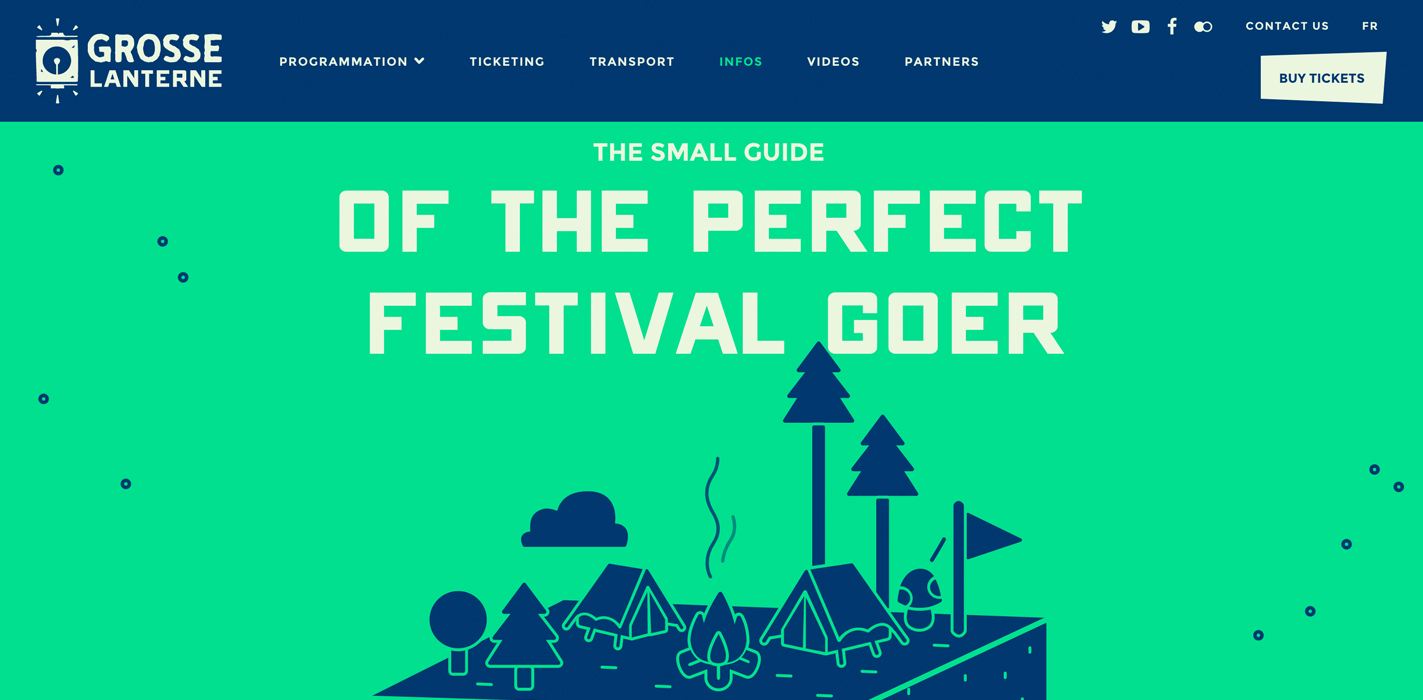 GROSSE
LANTERNE
PROGRAMMATION
TICKETING
TRANSPORT
INFOS
VIDEOS
PARTNERS
CONTACT US
FR
BUY TICKETS
THE SMALL GUIDE
OF THE PERFECT
FESTIVAL GOER